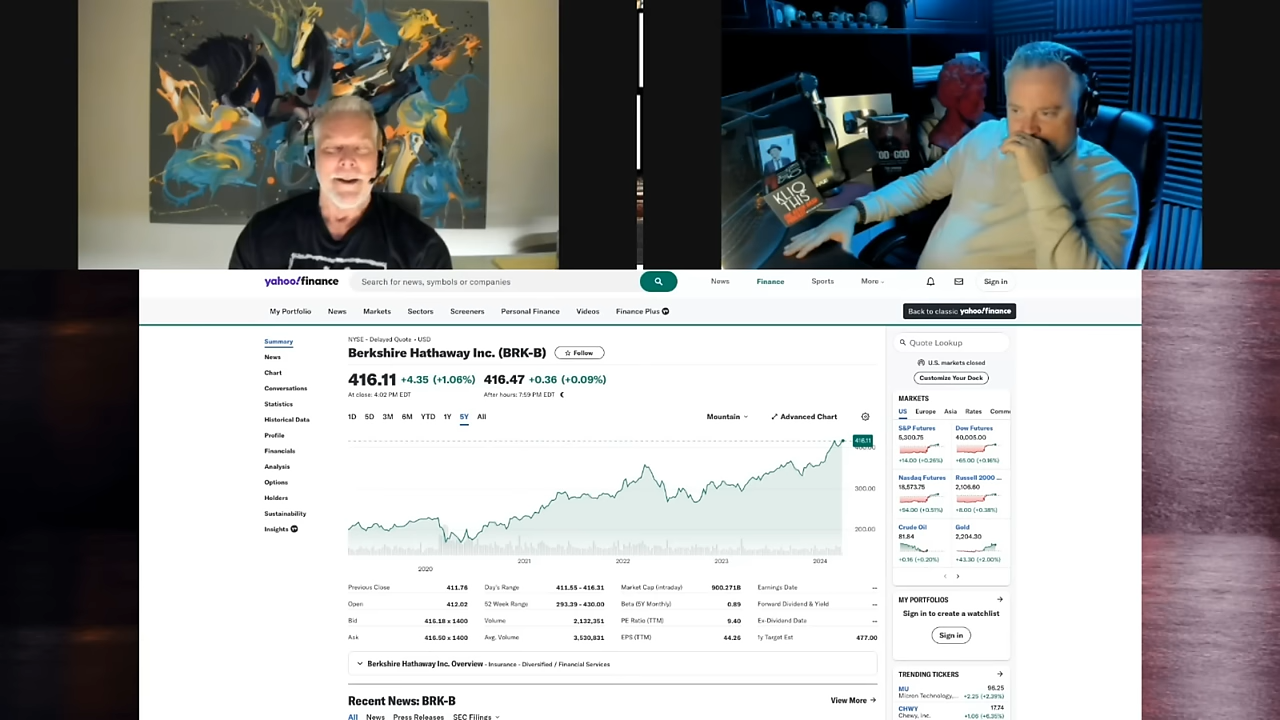 KLIQ
THIS
yahoo!finance
Search for news, symbols or companies
News Finance Sports More
Sign in
My Portfolio News Markets Sectors Screeners Personal Finance Videos Finance Plus
Back to classic yahoo!finance
Summary
News
Chart
Conversations
Statistics
Historical Data
Profile
Financials
Analysis
Options
Holders
Sustainability
Insights
NYSE - Delayed Quote • USD
Berkshire Hathaway Inc. (BRK-B)
Follow
416.11 +4.35 (+1.06%) 416.47 +0.36 (+0.09%)
At close: 4:02 PM EDT After hours: 7:59 PM EDT
1D 5D 3M 6M YTD 1Y 5Y All
Mountain Advanced Chart
416.11
300.00
200.00
2020 2021 2022 2023 2024
Previous Close 411.76 Day's Range 411.55 - 416.31 Market Cap (intraday) 900.271B Earnings Date --
Open 412.02 52 Week Range 293.39 - 430.00 Beta (5Y Monthly) 0.89 Forward Dividend & Yield --
Bid 416.18 x 1400 Volume 2,132,351 PE Ratio (TTM) 9.40 Ex-Dividend Date --
Ask 416.50 x 1400 Avg. Volume 3,530,831 EPS (TTM) 44.26 1y Target Est 477.00
Berkshire Hathaway Inc. Overview - Insurance - Diversified / Financial Services
Recent News: BRK-B
View More
All News Press Releases SEC Filings
Quote Lookup
U.S. markets closed
Customize Your Dock
MARKETS
US Europe Asia Rates Comm
S&P Futures Dow Futures
5,300.75 40,005.00
+14.00 (+0.26%) +65.00 (+0.16%)
Nasdaq Futures Russell 2000 ...
18,573.75 2,106.60
+54.00 (+0.31%) +8.00 (+0.38%)
Crude Oil Gold
81.84 2,204.30
+0.16 (+0.20%) +43.30 (+2.00%)
MY PORTFOLIOS
Sign in to create a watchlist
Sign in
TRENDING TICKERS
MU 96.25
Micron Technology,... +2.25 (+2.39%)
CHWY 17.74
Chewy, Inc. +1.06 (+6.35%)